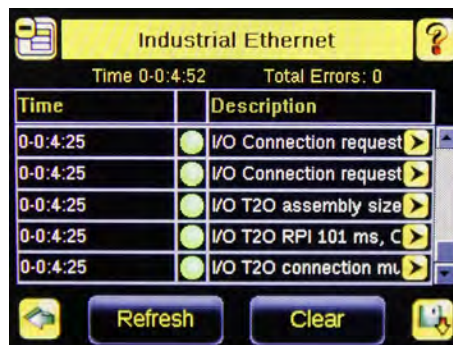 Industrial Ethernet
?
Time 0-0:4:52 Total Errors: 0
Time Description
0-0:4:25 I/O Connection request
0-0:4:25 I/O Connection request
0-0:4:25 I/O T2O assembly size
0-0:4:25 I/O T2O RPI 101 ms, C
0-0:4:25 I/O T2O connection mu
Refresh Clear